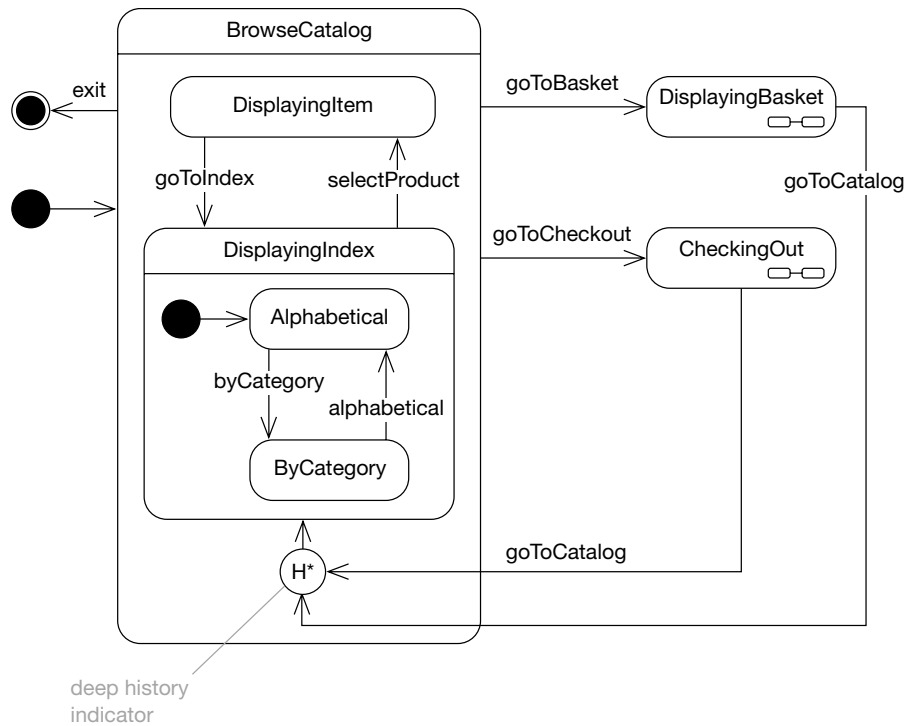 BrowseCatalog
exit
DisplayingItem
goToBasket
DisplayingBasket
goToIndex
selectProduct
goToCatalog
DisplayingIndex
goToCheckout
CheckingOut
Alphabetical
byCategory
alphabetical
ByCategory
goToCatalog
H*
deep history
indicator